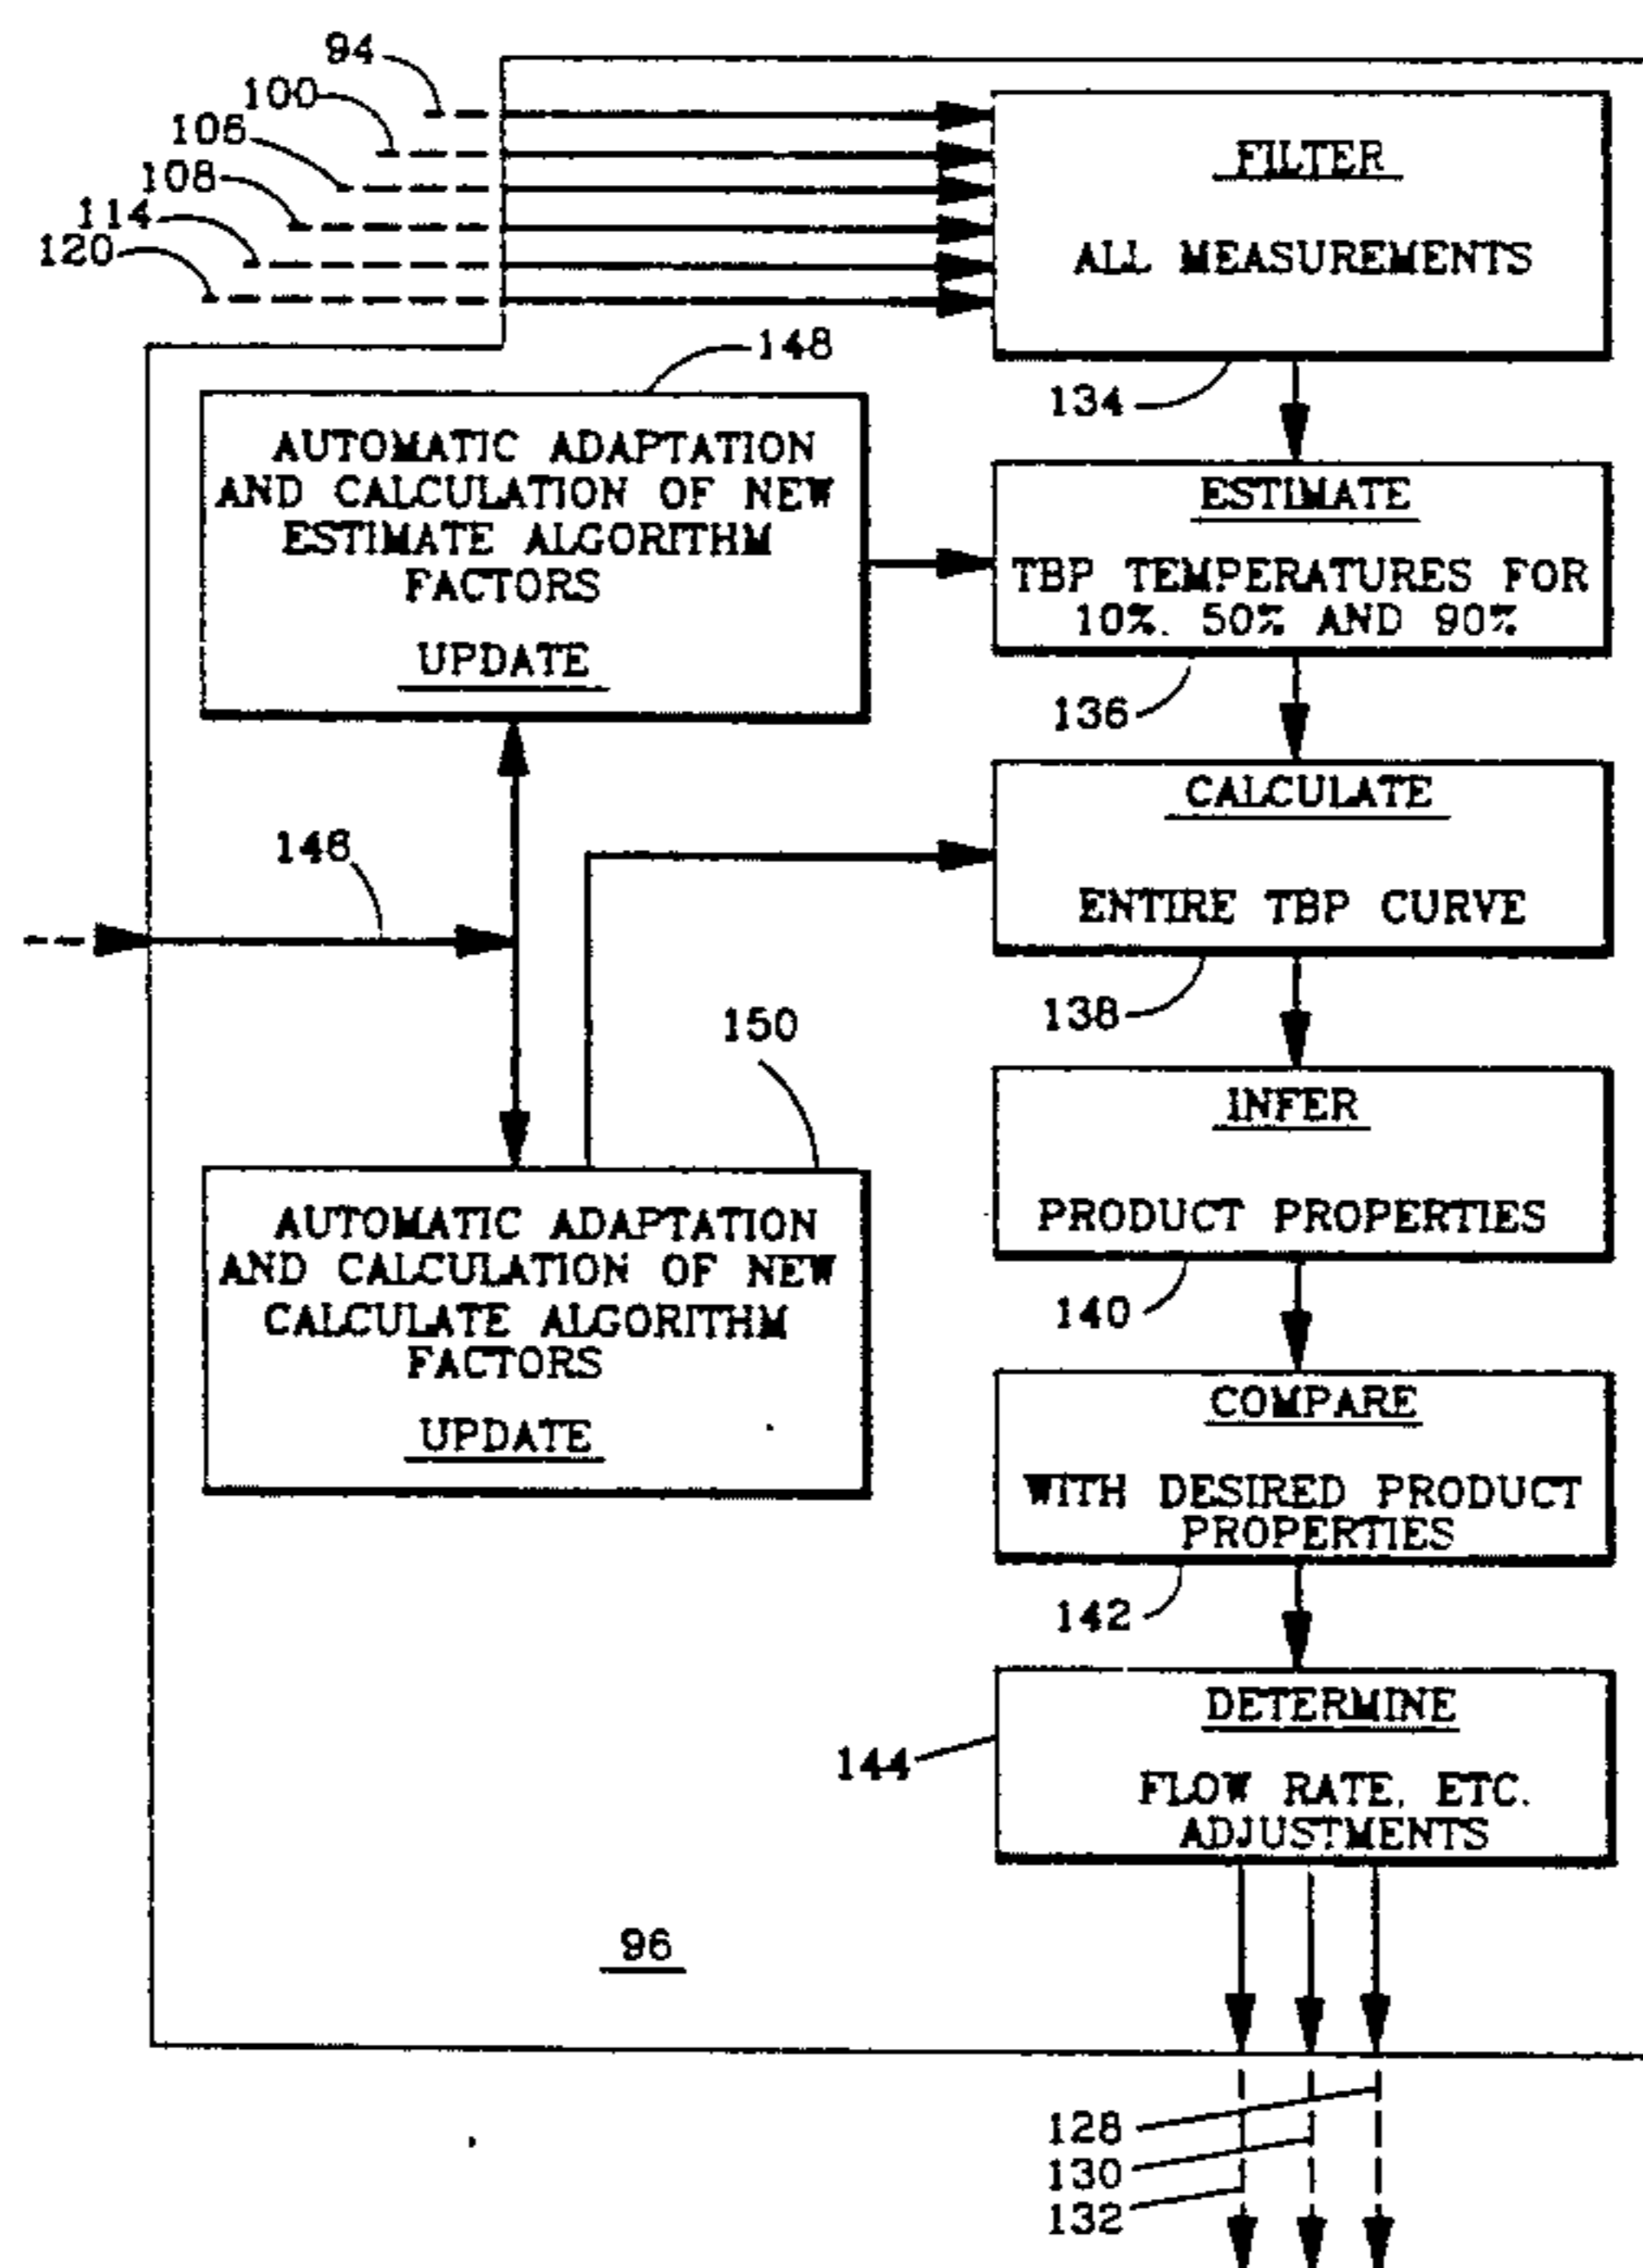 94
100
106
108
114
120
FILTER
ALL MEASUREMENTS
134
148
AUTOMATIC ADAPTATION
AND CALCULATION OF NEW
ESTIMATE ALGORITHM
FACTORS
UPDATE
ESTIMATE
TBP TEMPERATURES FOR
10%, 50% AND 90%
136
CALCULATE
ENTIRE TBP CURVE
138
146
150
AUTOMATIC ADAPTATION
AND CALCULATION OF NEW
CALCULATE ALGORITHM
FACTORS
UPDATE
INFER
PRODUCT PROPERTIES
140
COMPARE
WITH DESIRED PRODUCT
PROPERTIES
142
DETERMINE
FLOW RATE, ETC.
ADJUSTMENTS
144
96
128
130
132